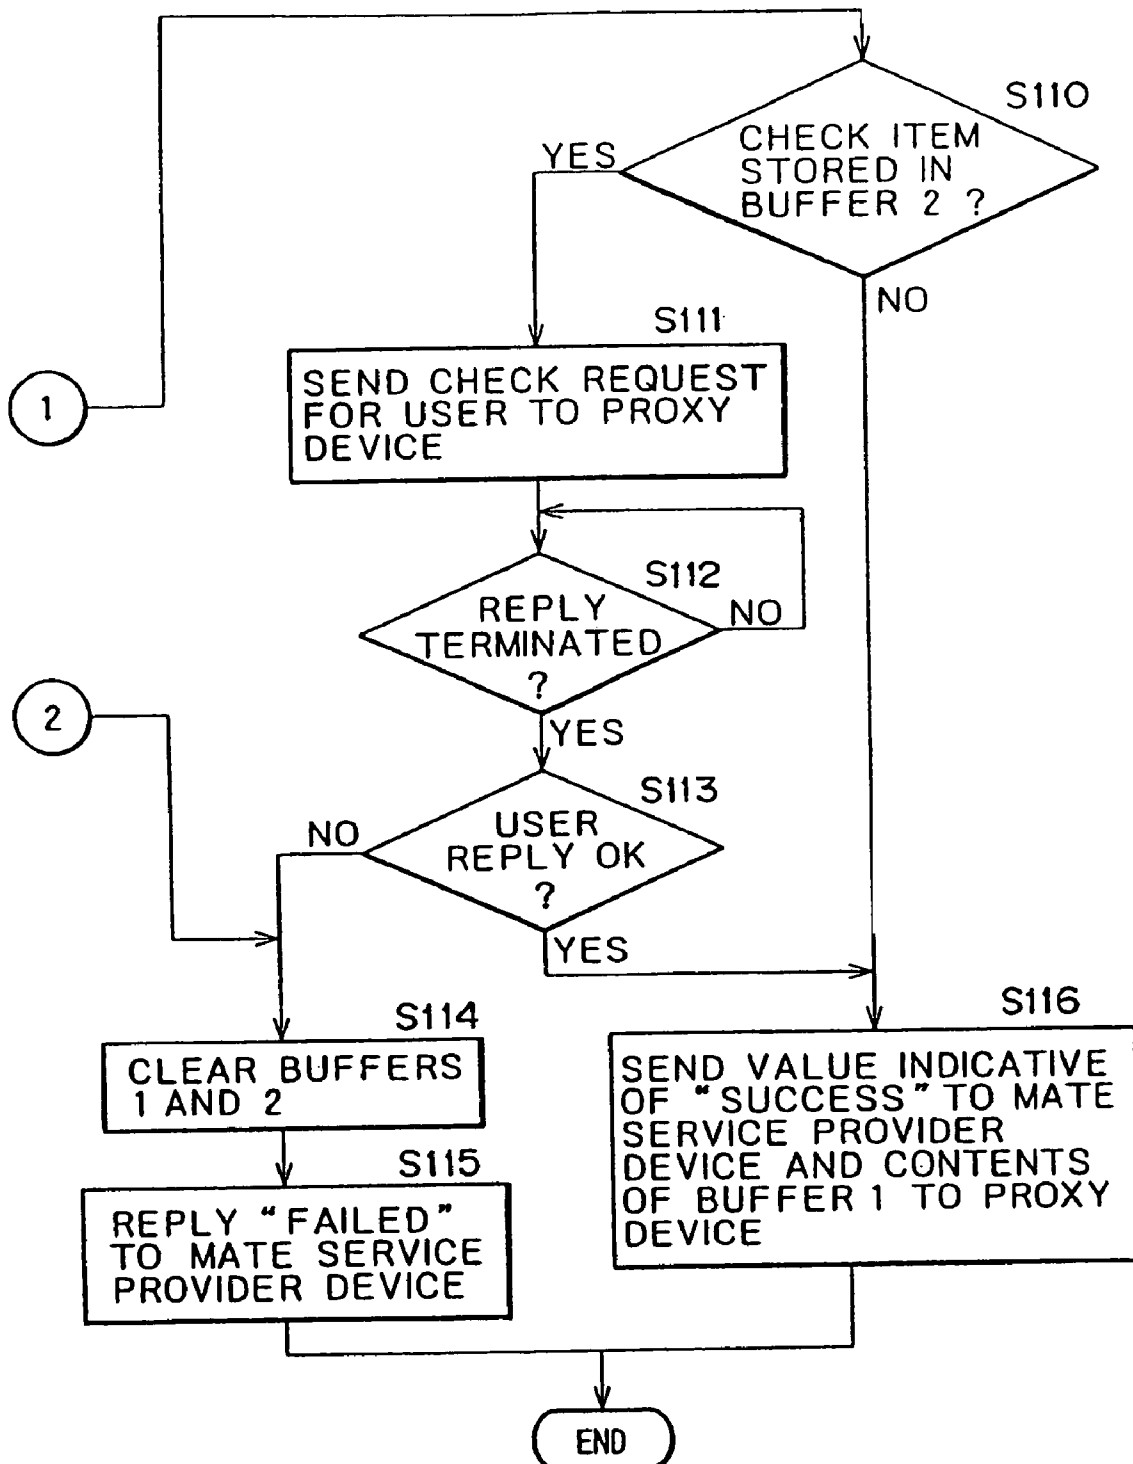 S110
CHECK ITEM
STORED IN
BUFFER 2 ?
YES
NO
S111
SEND CHECK REQUEST
FOR USER TO PROXY
DEVICE
1
S112
REPLY
TERMINATED
?
NO
YES
2
S113
USER
REPLY OK
?
NO
YES
S114
CLEAR BUFFERS
1 AND 2
S115
REPLY "FAILED"
TO MATE SERVICE
PROVIDER DEVICE
S116
SEND VALUE INDICATIVE
OF "SUCCESS" TO MATE
SERVICE PROVIDER
DEVICE AND CONTENTS
OF BUFFER 1 TO PROXY
DEVICE
END